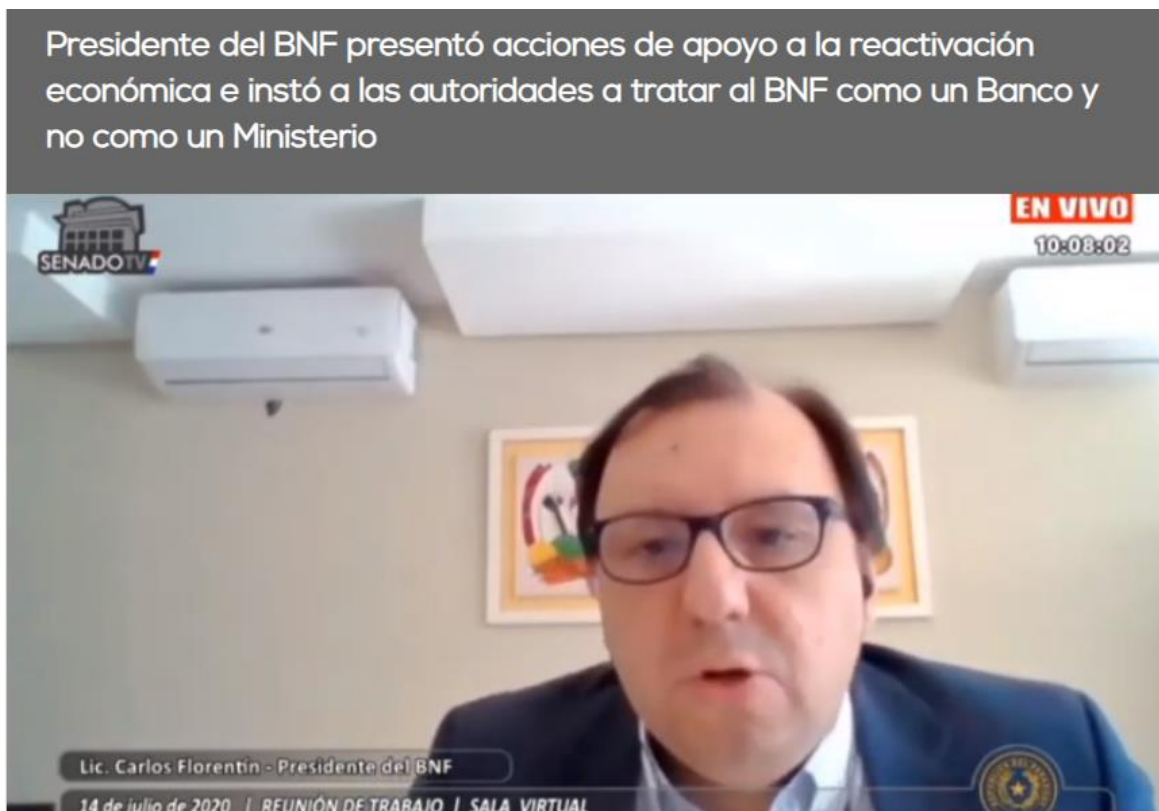 Presidente del BNF presentó acciones de apoyo a la reactivación
económica e instó a las autoridades a tratar al BNF como un Banco y
no como un Ministerio
EN VIVO
10:08:02
SENADOTV
Lic. Carlos Florentin - Presidente del BNF
14 de julio de 2020 | REUNIÓN DE TRABAJO | SALA VIRTUAL